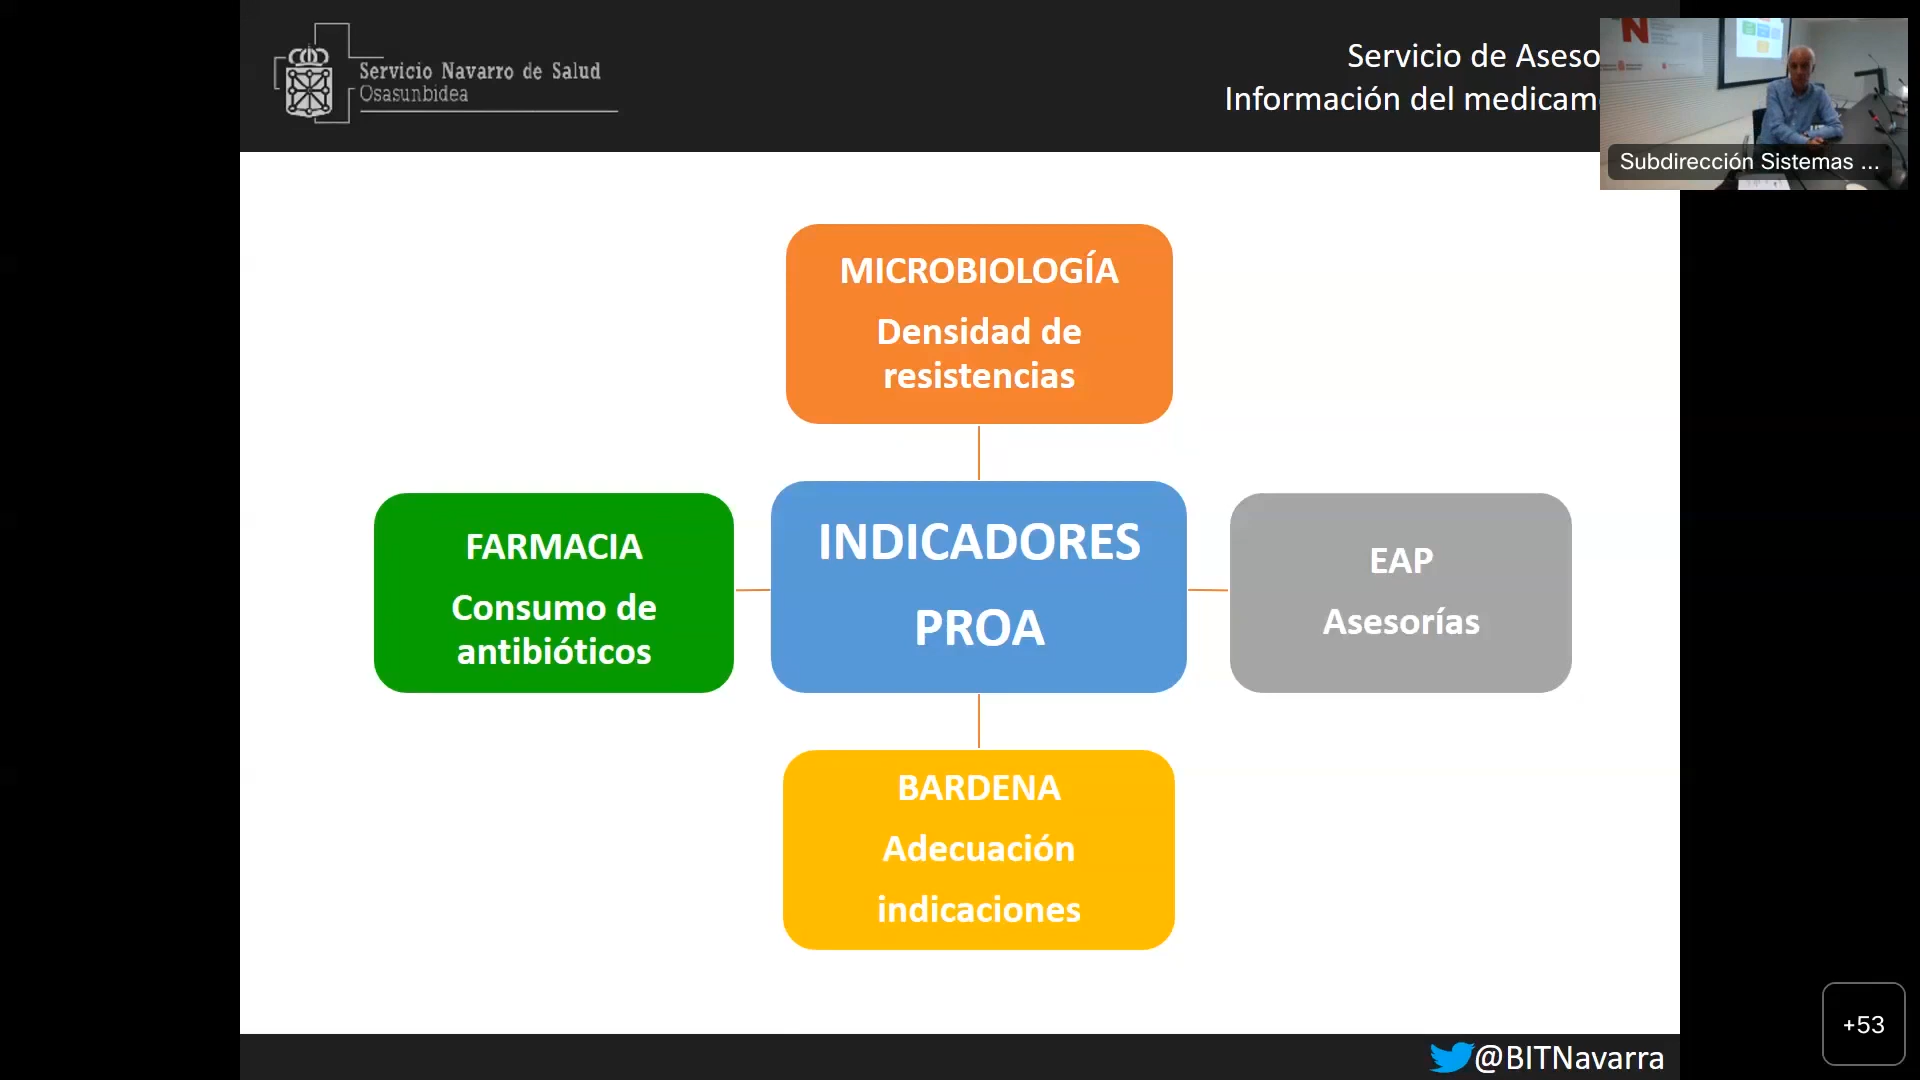 Servicio Navarro de Salud
Osasunbidea
Servicio de Aseso
Información del medicam
N
Subdirección Sistemas ...
MICROBIOLOGÍA
Densidad de
resistencias
FARMACIA
Consumo de
antibióticos
INDICADORES
PROA
EAP
Asesorías
BARDENA
Adecuación
indicaciones
+53
@BITNavarra